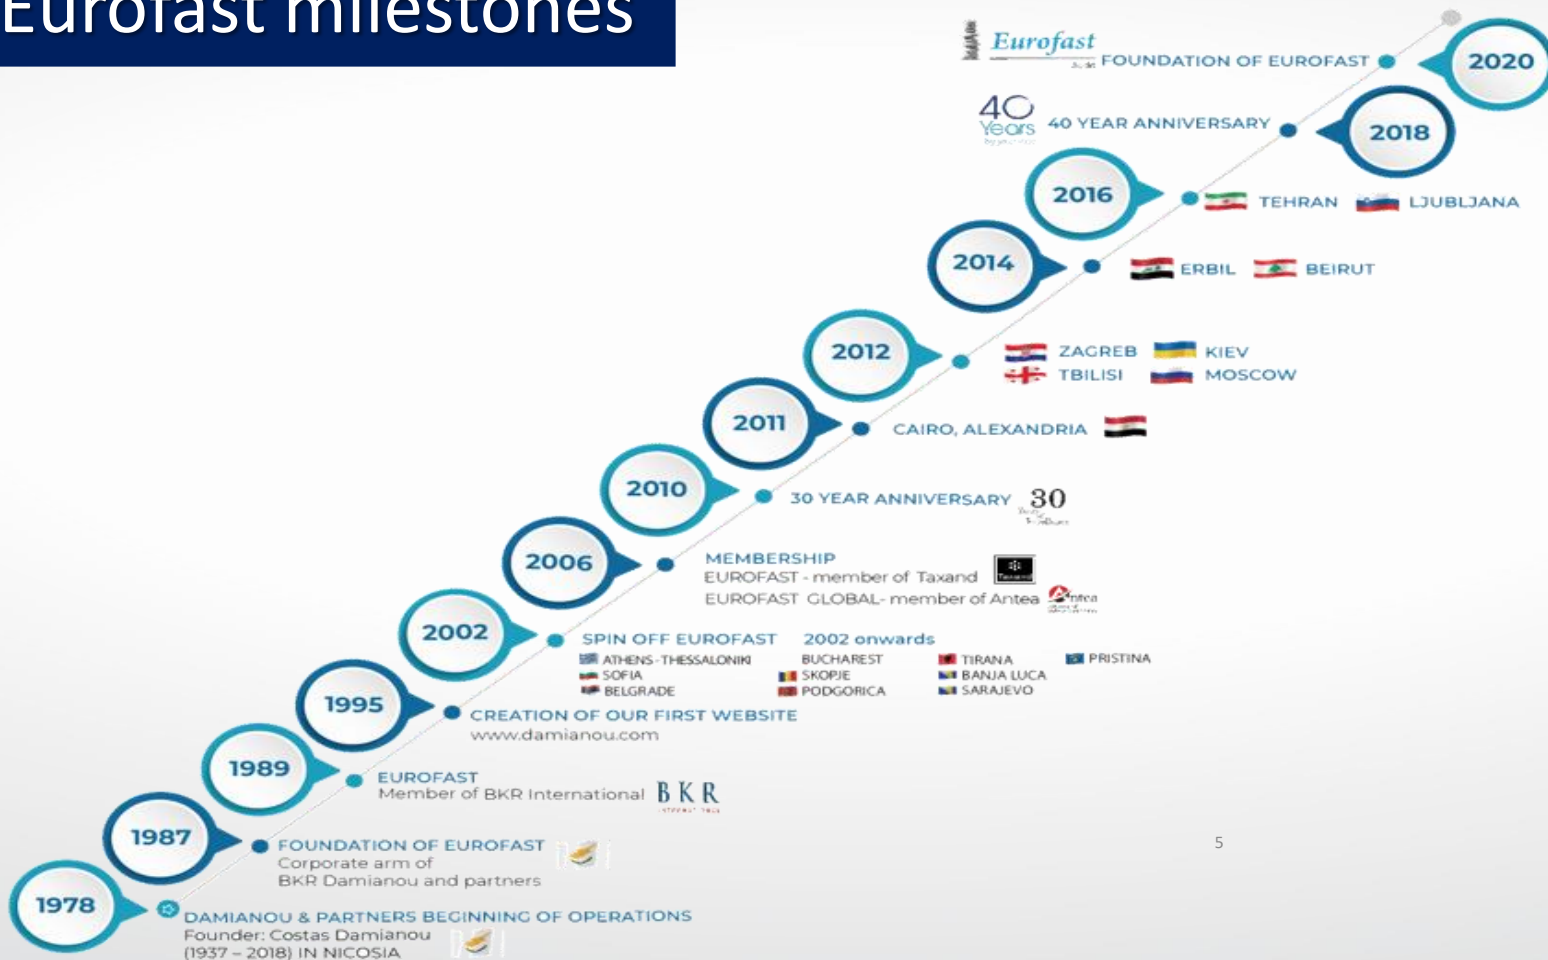 Eurofast milestones
Eurofast
FOUNDATION OF EUROFAST
2020
40
Years
40 YEAR ANNIVERSARY
2018
2016
TEHRAN LJUBLJANA
2014
ERBIL BEIRUT
2012
ZAGREB KIEV
TBILISI MOSCOW
2011
CAIRO, ALEXANDRIA
2010
30 YEAR ANNIVERSARY 30
2006
MEMBERSHIP
EUROFAST - member of Taxand
EUROFAST GLOBAL- member of Antea
Antea
2002
SPIN OFF EUROFAST 2002 onwards
ATHENS - THESSALONIKI BUCHAREST TIRANA PRISTINA
SOFIA SKOPJE BANJA LUCA
BELGRADE PODGORICA SARAJEVO
1995
CREATION OF OUR FIRST WEBSITE
www.damianou.com
1989
EUROFAST
Member of BKR International BKR
1987
FOUNDATION OF EUROFAST
Corporate arm of
BKR Damianou and partners
5
1978
DAMIANOU & PARTNERS BEGINNING OF OPERATIONS
Founder: Costas Damianou
(1937 – 2018) IN NICOSIA